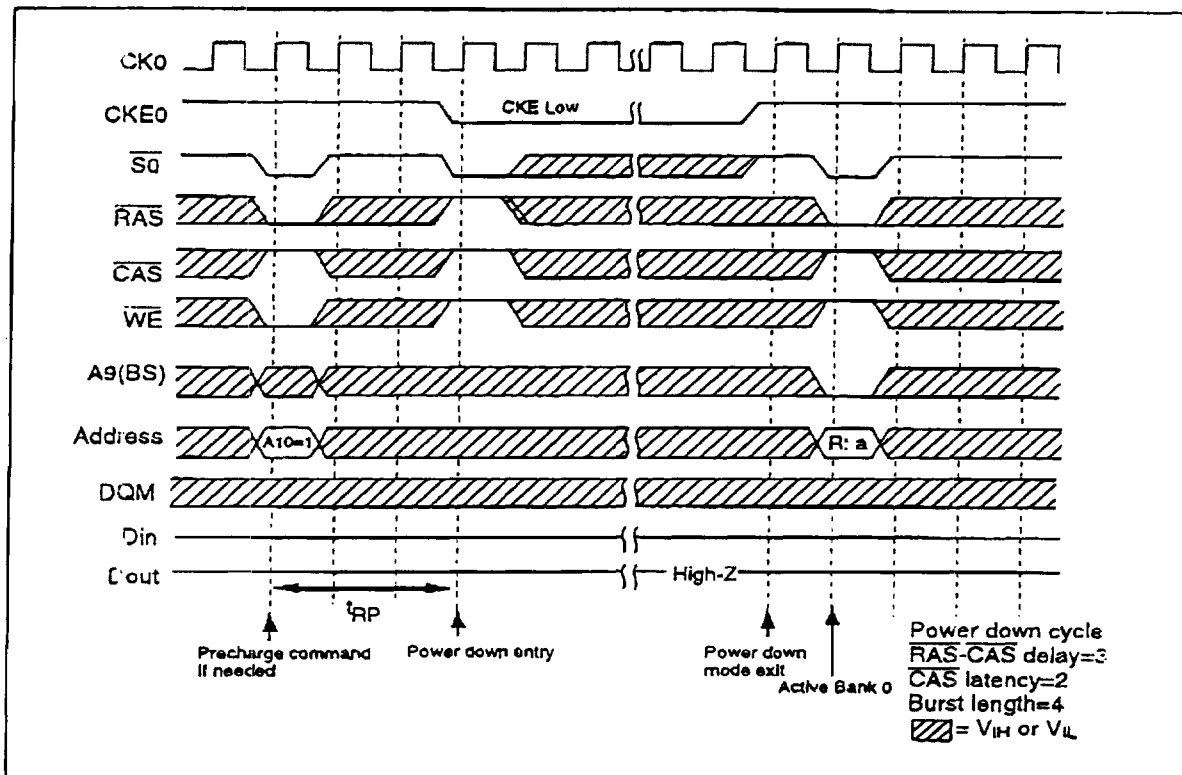 CK0
CKE0
CKE Low
S0
RAS
CAS
WE
A9(BS)
Address
A10=1
R: a
DQM
Din
Dout
High-Z
tRP
Precharge command
If needed
Power down entry
Power down
mode exit
Active Bank 0
Power down cycle
RAS-CAS delay=3
CAS latency=2
Burst length=4
= VIH or VIL